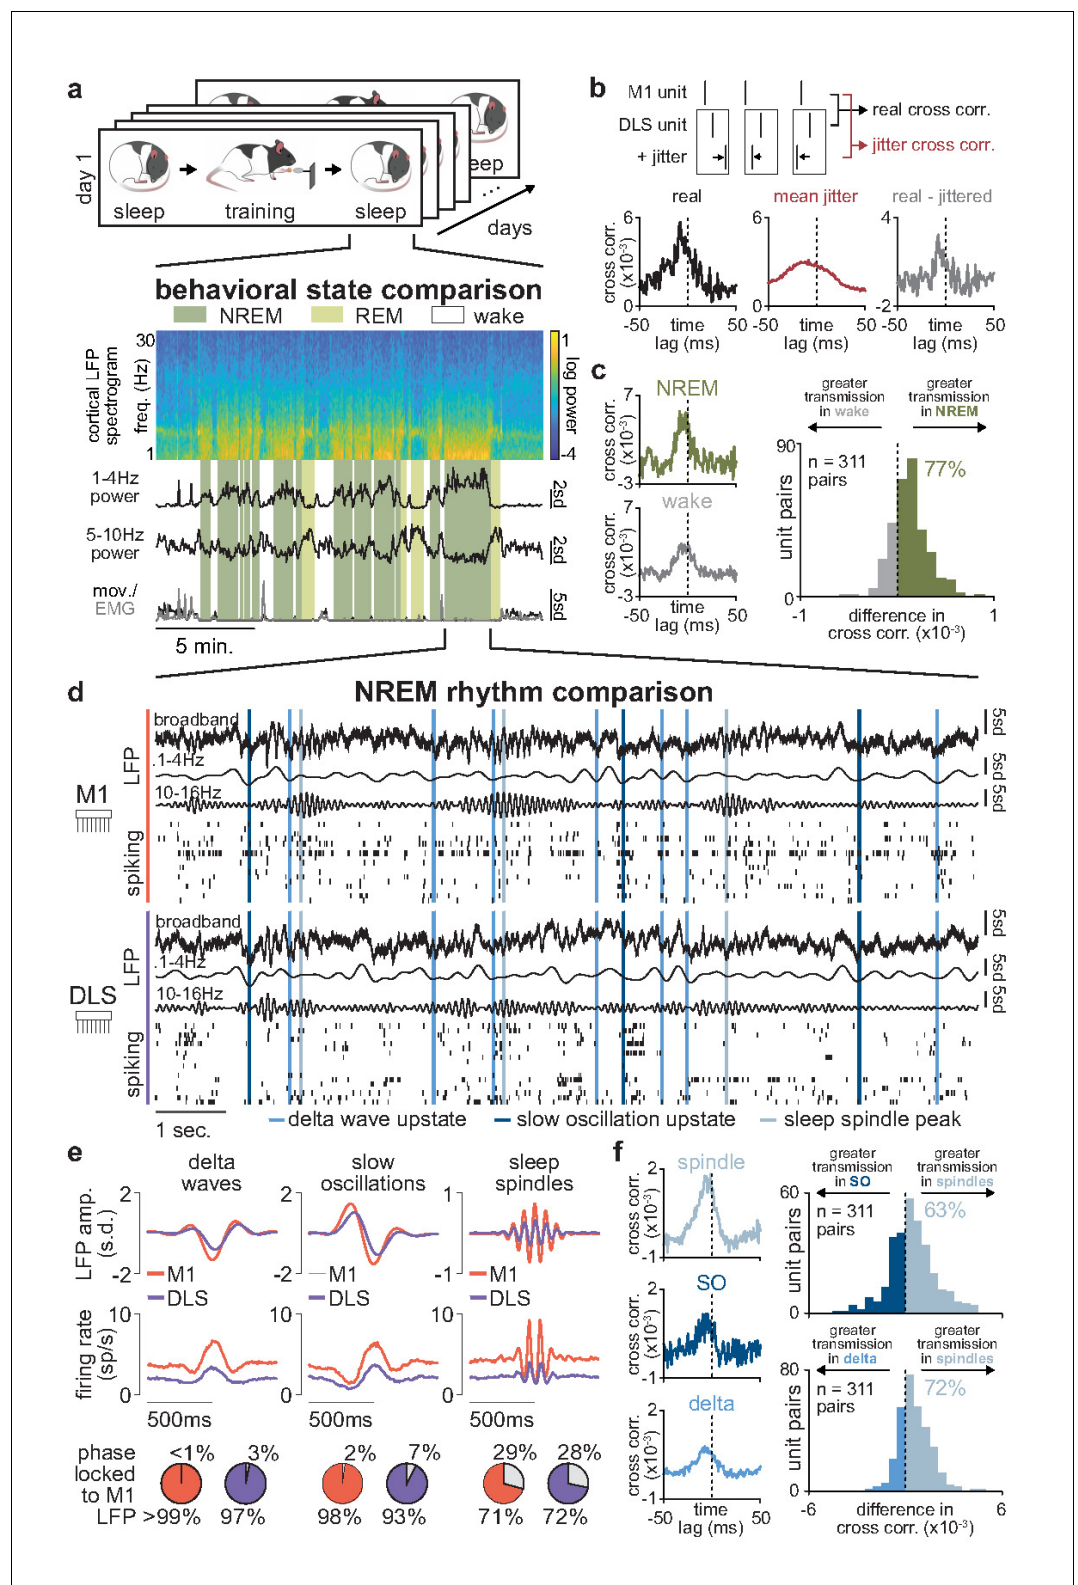 a
day 1
sleep
training
sleep
eep
...
days
behavioral state comparison
NREM
REM
wake
cortical LFP
spectrogram
freq. (Hz)
30
1
1
-4
log power
1-4Hz
power
2sd
5-10Hz
power
2sd
mov./
EMG
5sd
5 min.
b
M1 unit
DLS unit
+ jitter
real cross corr.
jitter cross corr.
real
mean jitter
real - jittered
cross corr.
(x10⁻³)
6
0
6
0
4
-2
-50
time
50
lag (ms)
-50
time
50
lag (ms)
-50
time
50
lag (ms)
c
NREM
cross corr.
(x10⁻³)
7
-3
wake
cross corr.
(x10⁻³)
7
-3
-50
time
50
lag (ms)
greater
transmission
in wake
greater
transmission
in NREM
90
n = 311
pairs
77%
unit pairs
0
-1
difference in
1
cross corr. (x10⁻³)
d
NREM rhythm comparison
M1
LFP
broadband
5sd
.1-4Hz
5sd
10-16Hz
5sd
spiking
DLS
LFP
broadband
5sd
.1-4Hz
5sd
10-16Hz
5sd
spiking
1 sec.
delta wave upstate
slow oscillation upstate
sleep spindle peak
e
delta
waves
slow
oscillations
sleep
spindles
LFP amp.
(s.d.)
2
-2
2
-2
1
-1
M1
DLS
M1
DLS
M1
DLS
firing rate
(sp/s)
10
0
10
0
10
0
500ms
500ms
500ms
phase
locked
to M1
LFP
<1%
3%
2%
7%
29%
28%
>99%
97%
98%
93%
71%
72%
f
spindle
cross corr.
(x10⁻³)
2
-1
SO
cross corr.
(x10⁻³)
2
-1
delta
cross corr.
(x10⁻³)
2
-1
-50
time
50
lag (ms)
greater
transmission
in SO
greater
transmission
in spindles
60
n = 311
pairs
63%
unit pairs
0
greater
transmission
in delta
greater
transmission
in spindles
80
n = 311
pairs
72%
unit pairs
0
-6
difference in
6
cross corr. (x10⁻³)